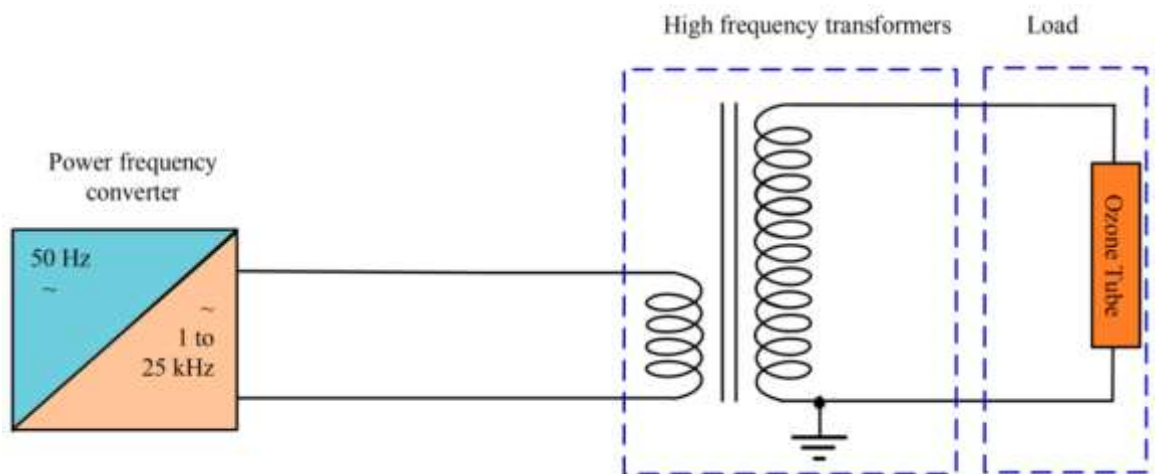 High frequency transformers
Load
Power frequency
converter
50 Hz
~
~
1 to
25 kHz
Ozone Tube